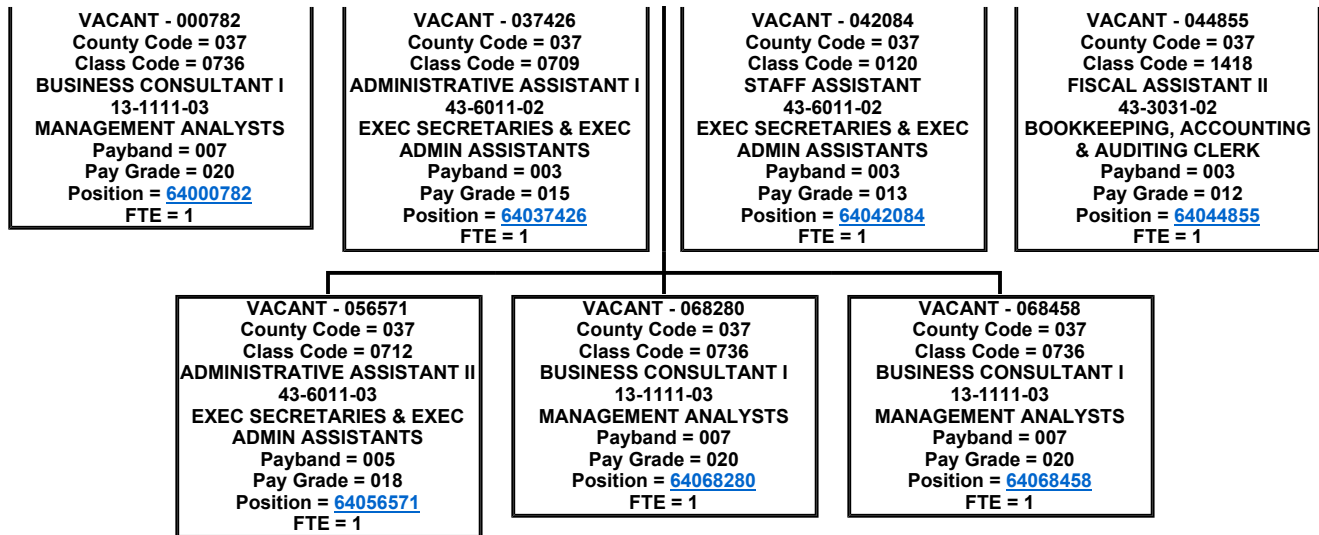 VACANT - 000782
County Code = 037
Class Code = 0736
BUSINESS CONSULTANT I
13-1111-03
MANAGEMENT ANALYSTS
Payband = 007
Pay Grade = 020
Position = 64000782
FTE = 1
VACANT - 037426
County Code = 037
Class Code = 0709
ADMINISTRATIVE ASSISTANT I
43-6011-02
EXEC SECRETARIES & EXEC
ADMIN ASSISTANTS
Payband = 003
Pay Grade = 015
Position = 64037426
FTE = 1
VACANT - 042084
County Code = 037
Class Code = 0120
STAFF ASSISTANT
43-6011-02
EXEC SECRETARIES & EXEC
ADMIN ASSISTANTS
Payband = 003
Pay Grade = 013
Position = 64042084
FTE = 1
VACANT - 044855
County Code = 037
Class Code = 1418
FISCAL ASSISTANT II
43-3031-02
BOOKKEEPING, ACCOUNTING
& AUDITING CLERK
Payband = 003
Pay Grade = 012
Position = 64044855
FTE = 1
VACANT - 056571
County Code = 037
Class Code = 0712
ADMINISTRATIVE ASSISTANT II
43-6011-03
EXEC SECRETARIES & EXEC
ADMIN ASSISTANTS
Payband = 005
Pay Grade = 018
Position = 64056571
FTE = 1
VACANT - 068280
County Code = 037
Class Code = 0736
BUSINESS CONSULTANT I
13-1111-03
MANAGEMENT ANALYSTS
Payband = 007
Pay Grade = 020
Position = 64068280
FTE = 1
VACANT - 068458
County Code = 037
Class Code = 0736
BUSINESS CONSULTANT I
13-1111-03
MANAGEMENT ANALYSTS
Payband = 007
Pay Grade = 020
Position = 64068458
FTE = 1